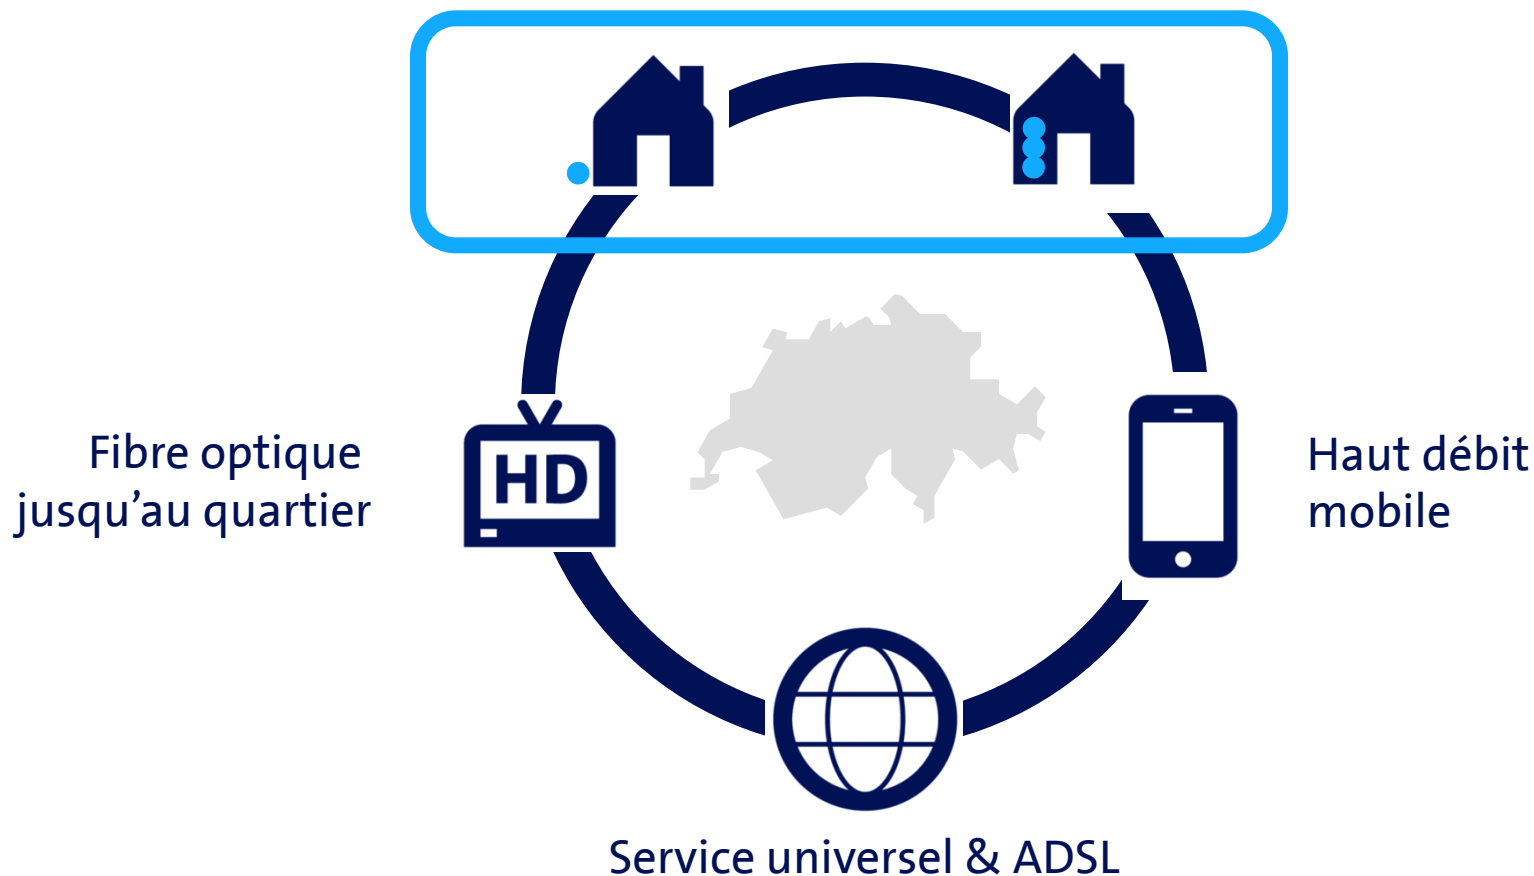 Fibre optique
jusqu’au quartier
HD
Haut débit
mobile
Service universel & ADSL